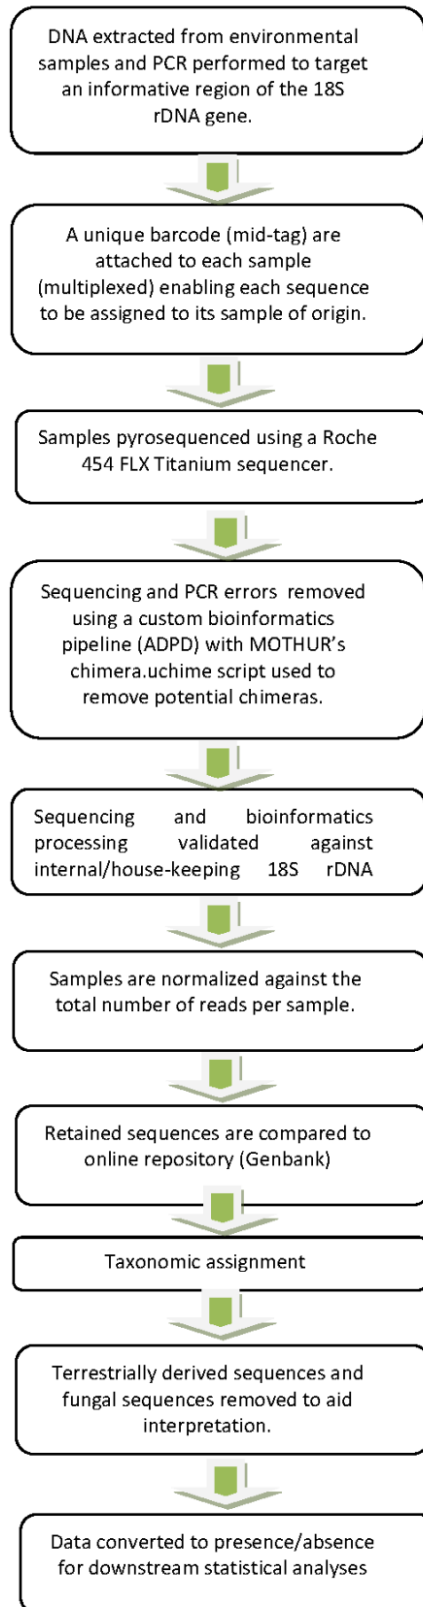 DNA extracted from environmental
samples and PCR performed to target
an informative region of the 18S
rDNA gene.
A unique barcode (mid-tag) are
attached to each sample
(multiplexed) enabling each sequence
to be assigned to its sample of origin.
Samples pyrosequenced using a Roche
454 FLX Titanium sequencer.
Sequencing and PCR errors removed
using a custom bioinformatics
pipeline (ADPD) with MOTHUR's
chimera.uchime script used to
remove potential chimeras.
Sequencing and bioinformatics
processing validated against
internal/house-keeping 18S rDNA
Samples are normalized against the
total number of reads per sample.
Retained sequences are compared to
online repository (Genbank)
Taxonomic assignment
Terrestrially derived sequences and
fungal sequences removed to aid
interpretation.
Data converted to presence/absence
for downstream statistical analyses